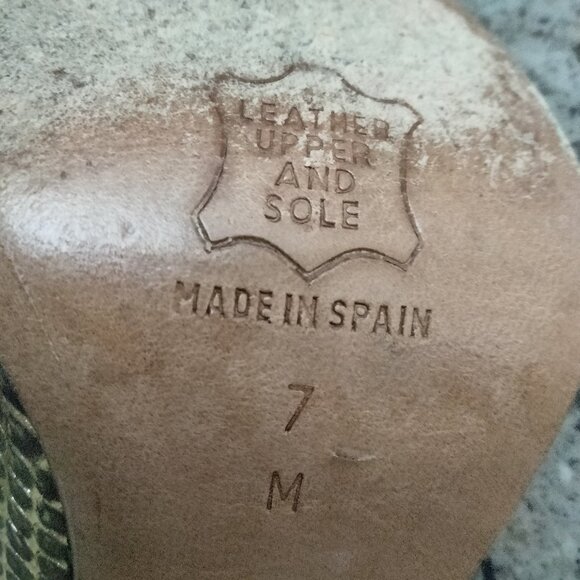 LEATHER
UPPER
AND
SOLE
MADE IN SPAIN
7
M